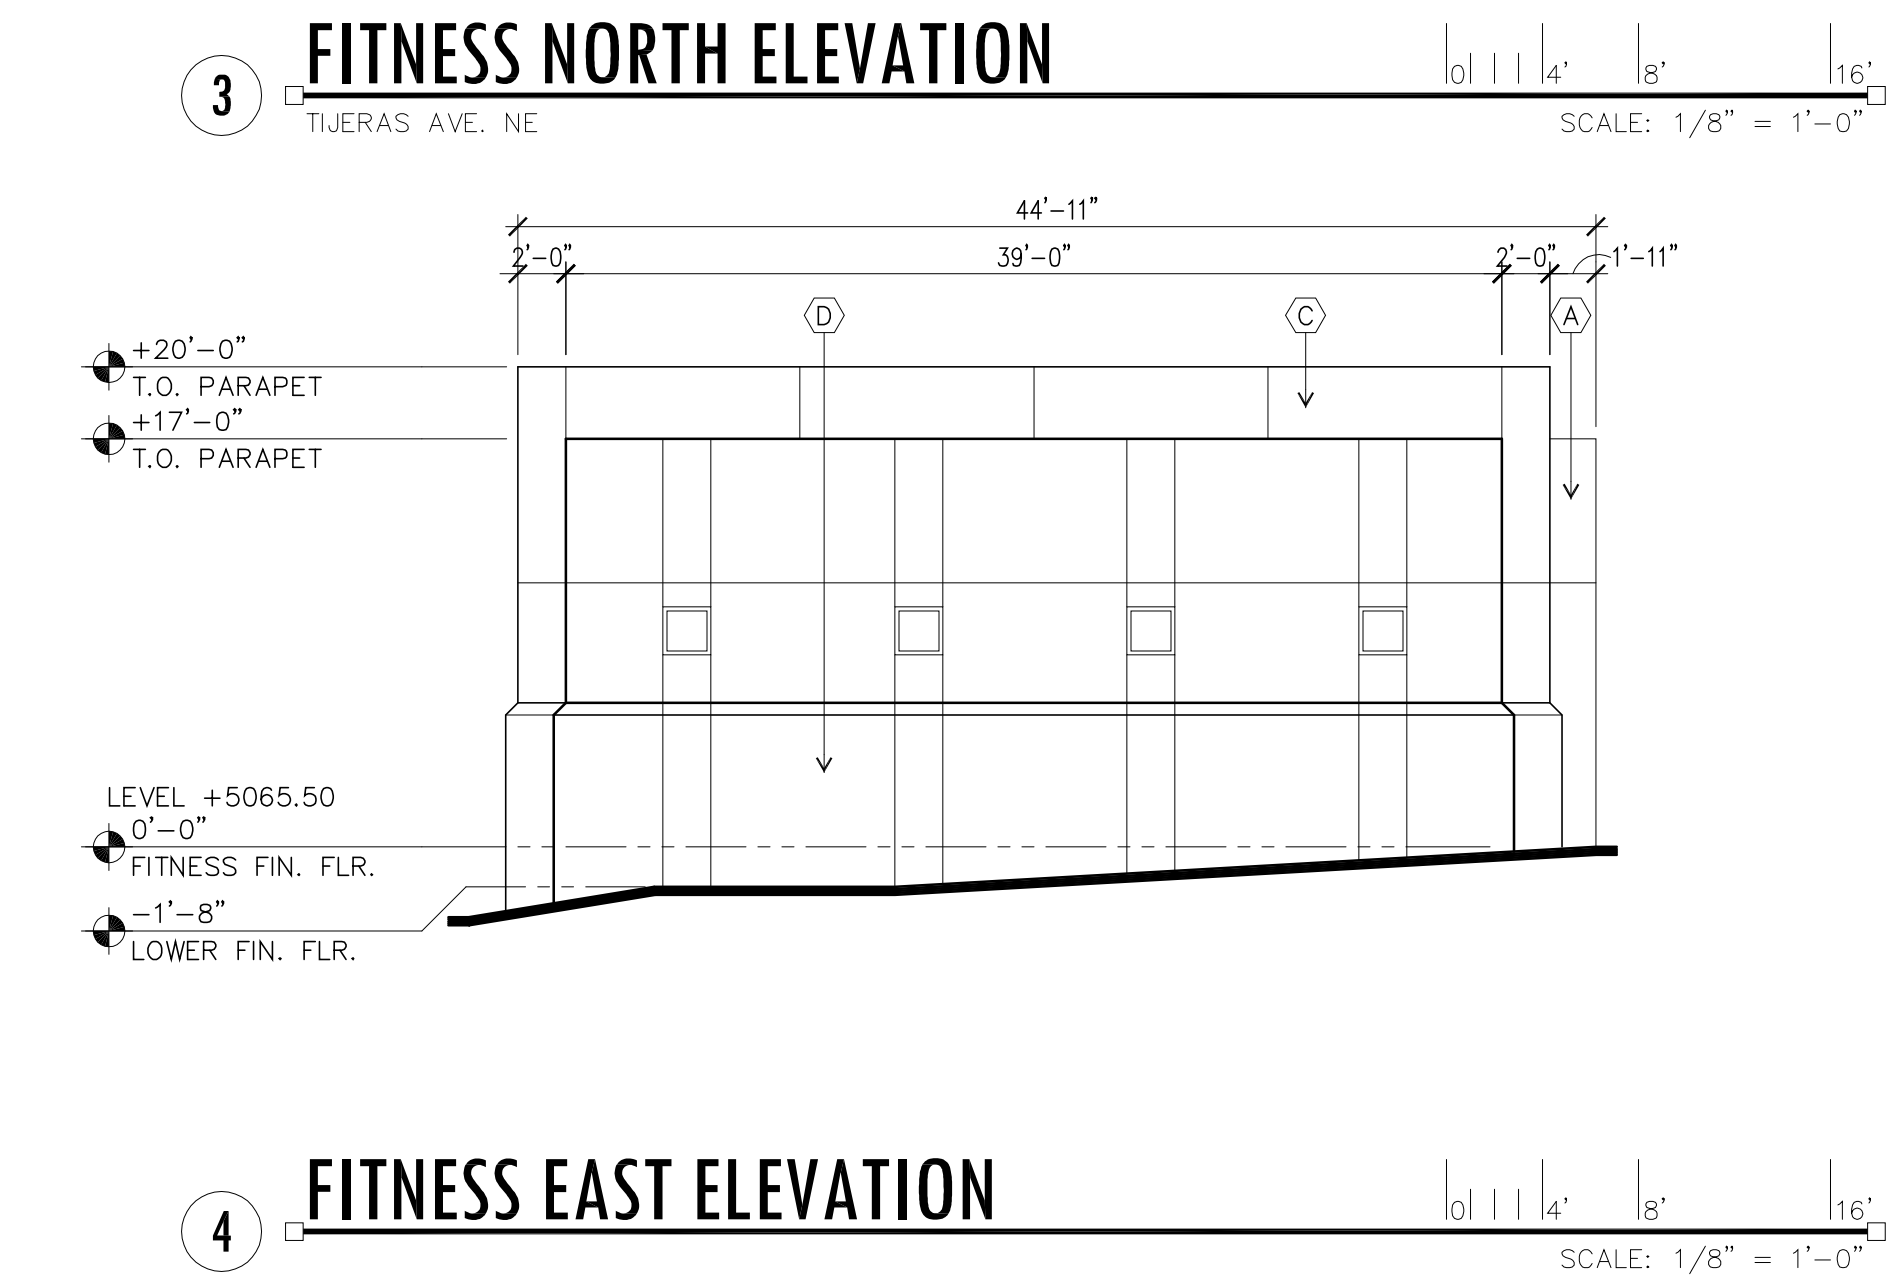 FITNESS NORTH ELEVATION
0 4' 8' 16'
3
TIJERAS AVE. NE
SCALE: 1/8" = 1'-0"
44'-11"
2'-0" 39'-0" 2'-0" 1'-11"
D C A
+20'-0"
T.O. PARAPET
+17'-0"
T.O. PARAPET
LEVEL +5065.50
0'-0"
FITNESS FIN. FLR.
-1'-8"
LOWER FIN. FLR.
FITNESS EAST ELEVATION
0 4' 8' 16'
4
SCALE: 1/8" = 1'-0"